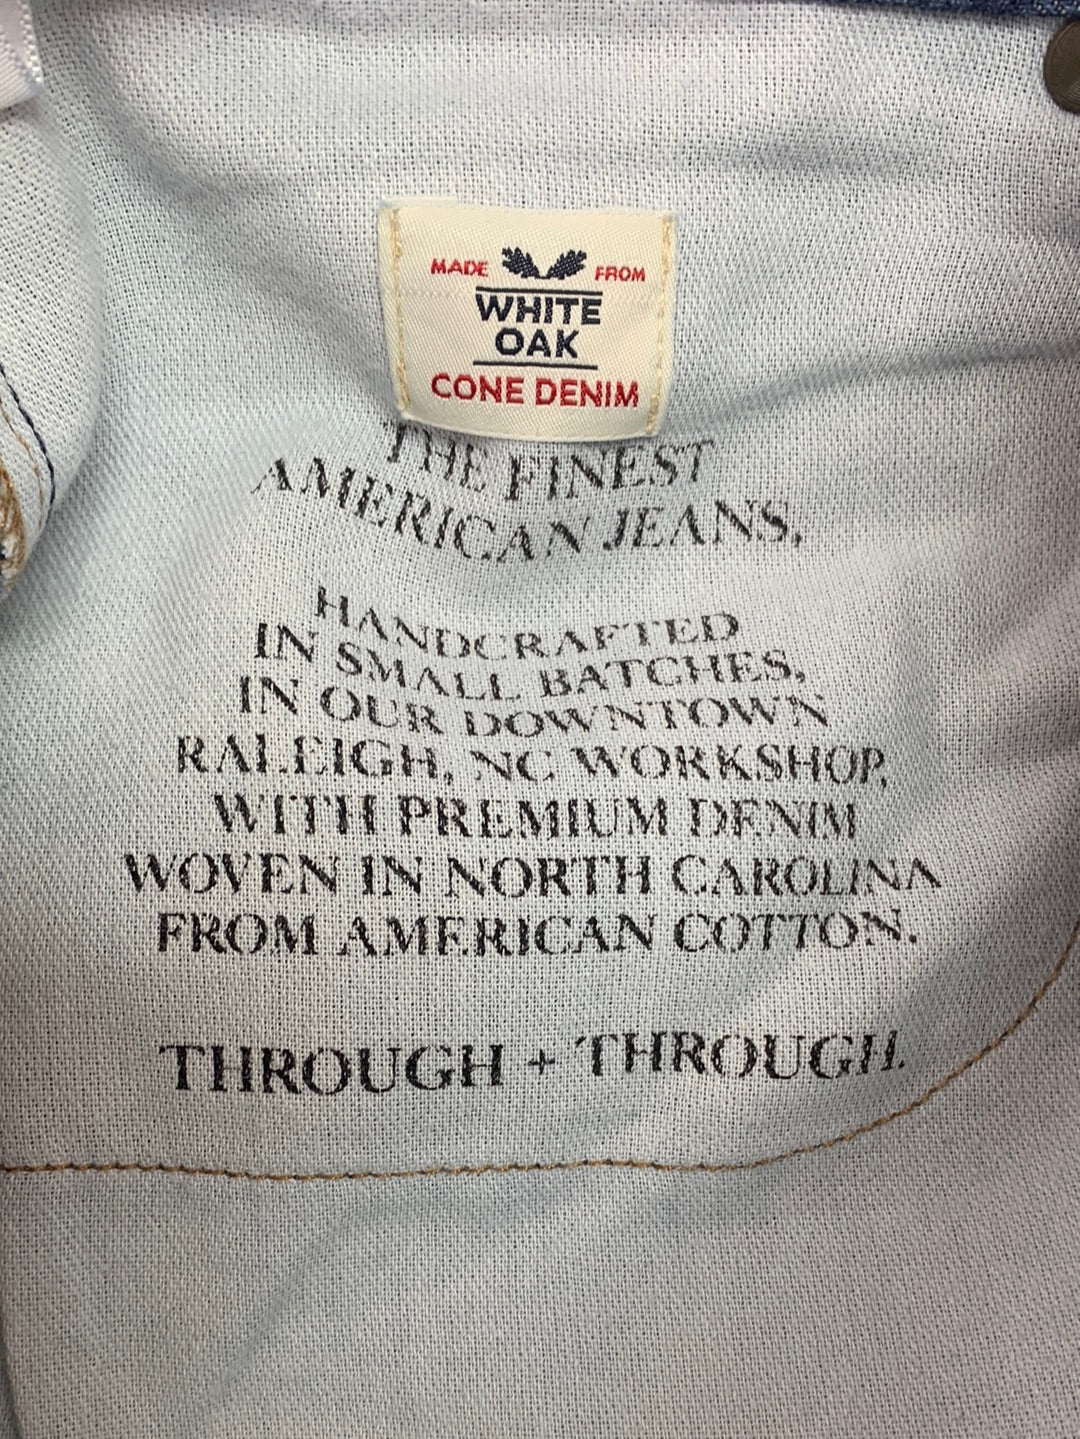 MADE FROM
WHITE
OAK
CONE DENIM
THE FINEST
AMERICAN JEANS,
HANDCRAFTED
IN SMALL BATCHES,
IN OUR DOWNTOWN
RALEIGH, NC WORKSHOP,
WITH PREMIUM DENIM
WOVEN IN NORTH CAROLINA
FROM AMERICAN COTTON.
THROUGH + THROUGH.